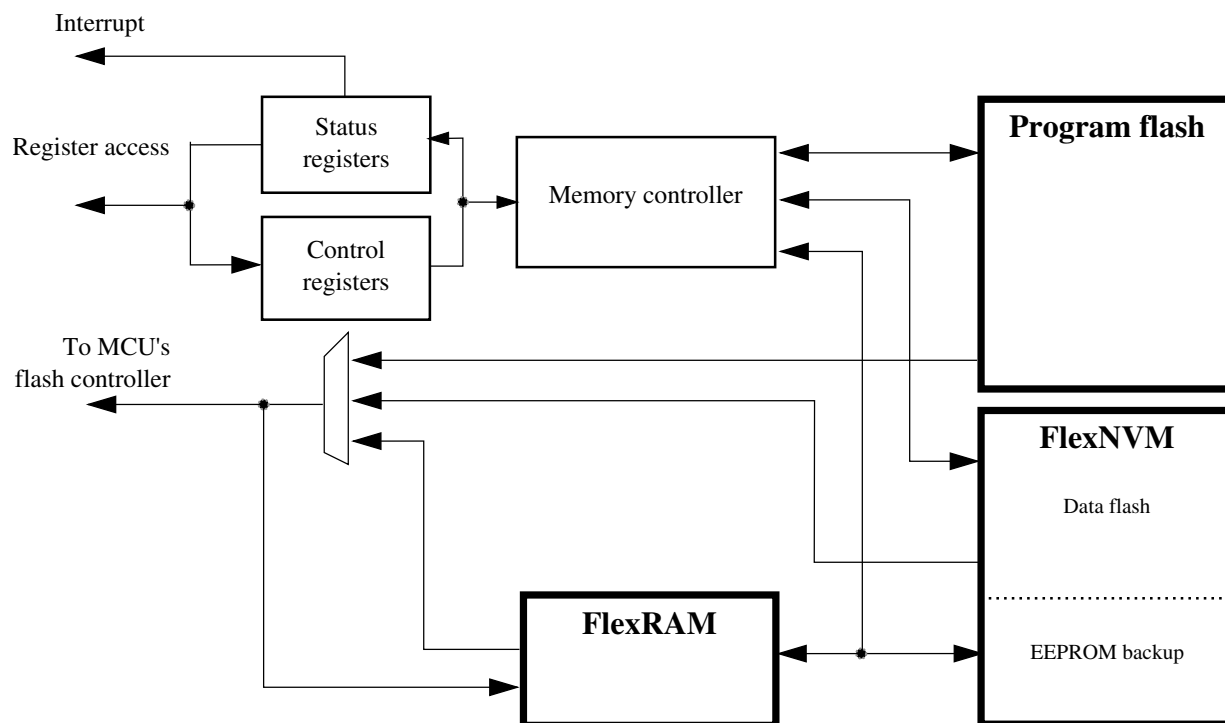 Interrupt
Register access
Status
registers
Control
registers
Memory controller
Program flash
To MCU's
flash controller
FlexNVM
Data flash
EEPROM backup
FlexRAM